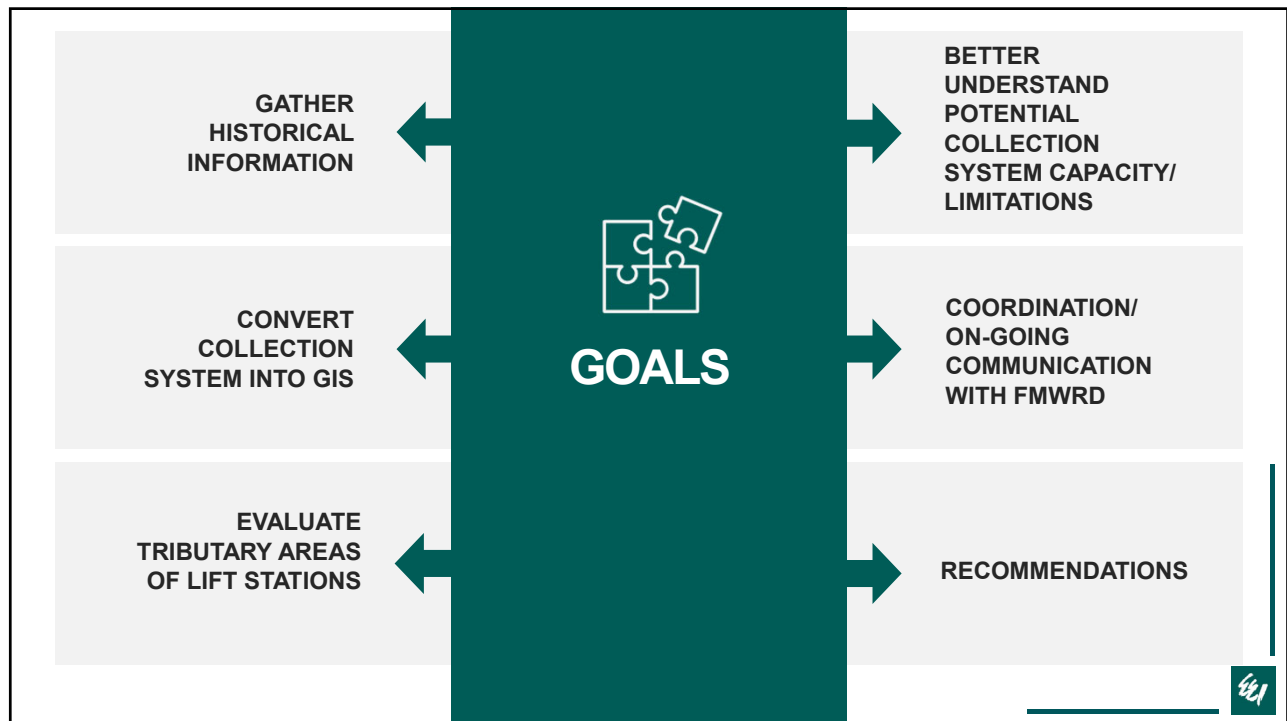 GATHER
HISTORICAL
INFORMATION
CONVERT
COLLECTION
SYSTEM INTO GIS
EVALUATE
TRIBUTARY AREAS
OF LIFT STATIONS
GOALS
BETTER
UNDERSTAND
POTENTIAL
COLLECTION
SYSTEM CAPACITY/
LIMITATIONS
COORDINATION/
ON-GOING
COMMUNICATION
WITH FMWRD
RECOMMENDATIONS
EEI